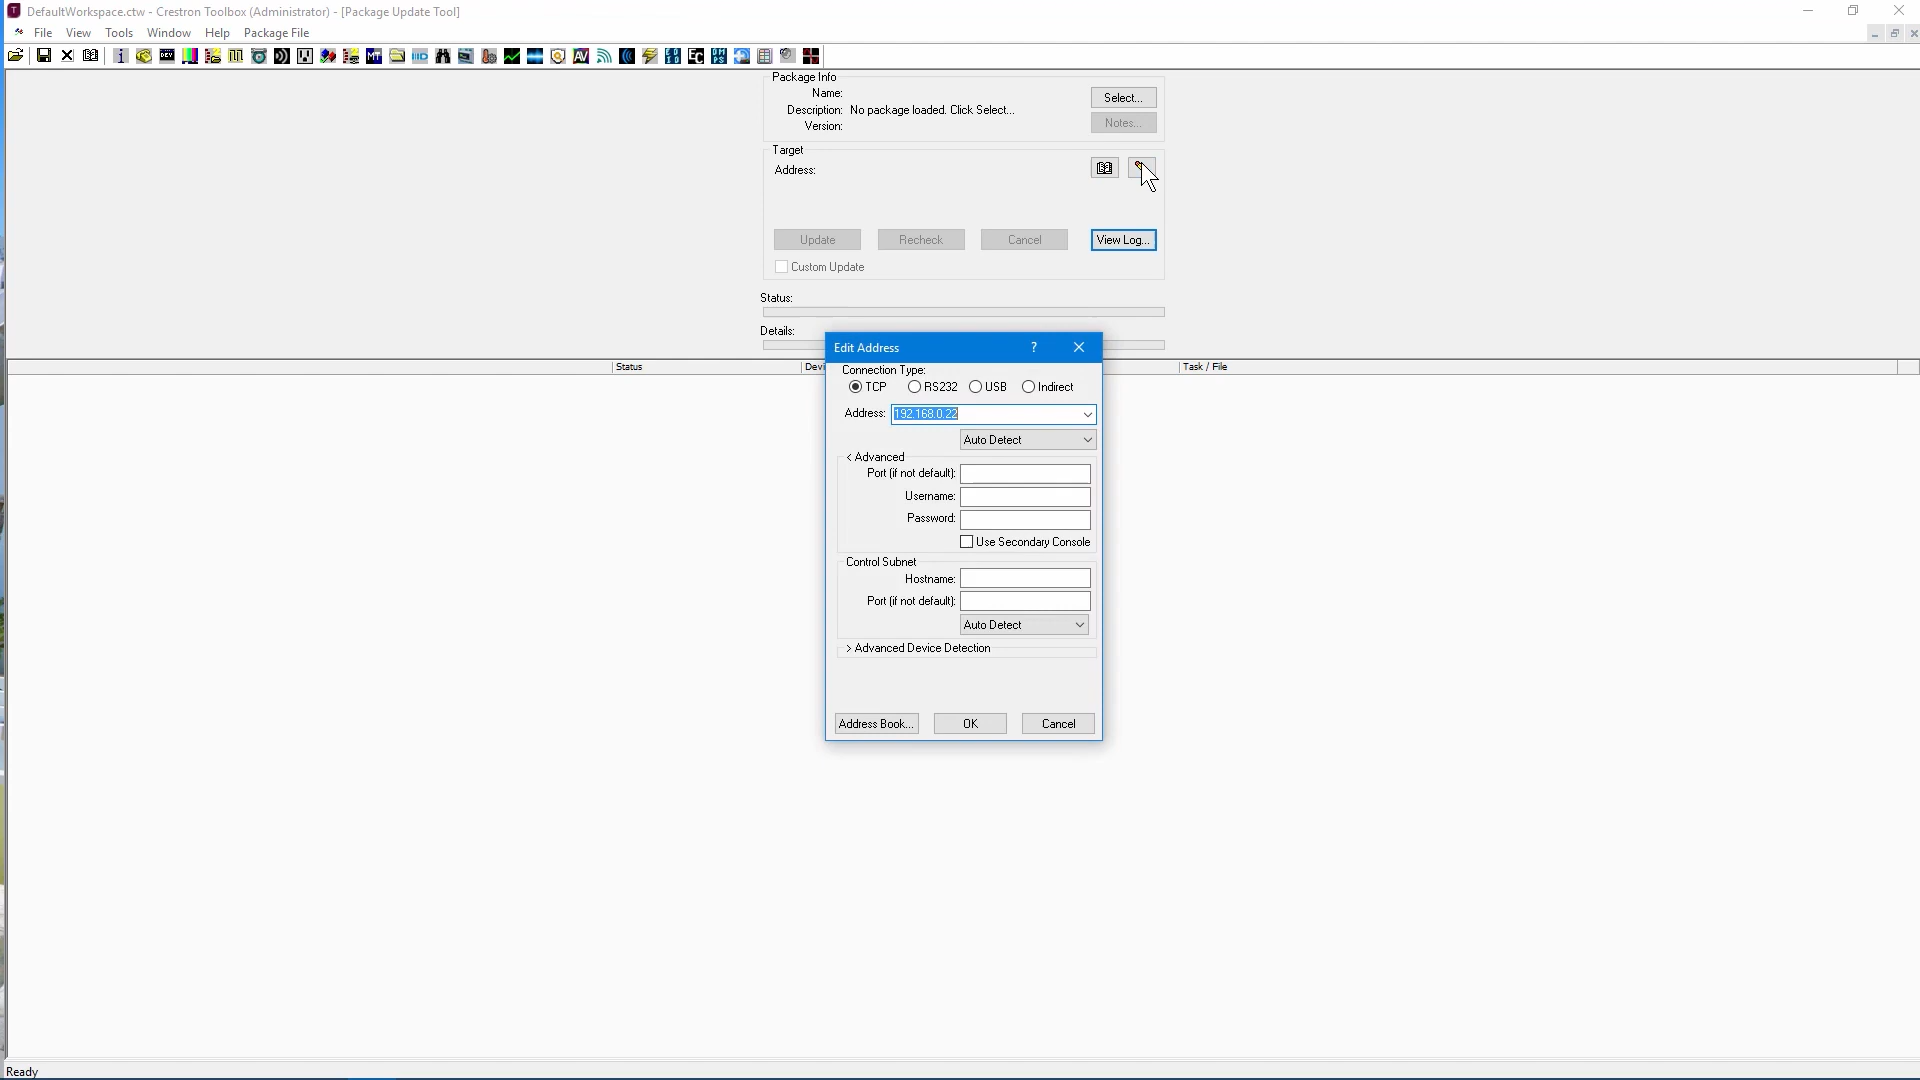 DefaultWorkspace.ctw - Crestron Toolbox (Administrator) - [Package Update Tool]
File View Tools Window Help Package File
Package Info
Name:
Select...
Description: No package loaded. Click Select...
Version:
Notes...
Target
Address:
Update Recheck Cancel View Log...
Custom Update
Status:
Details:
Status Devi Task / File
Edit Address ?
Connection Type:
TCP RS232 USB Indirect
Address: 192.168.0.22
Auto Detect
< Advanced
Port (if not default):
Username:
Password:
Use Secondary Console
Control Subnet
Hostname:
Port (if not default):
Auto Detect
> Advanced Device Detection
Address Book... OK Cancel
Ready